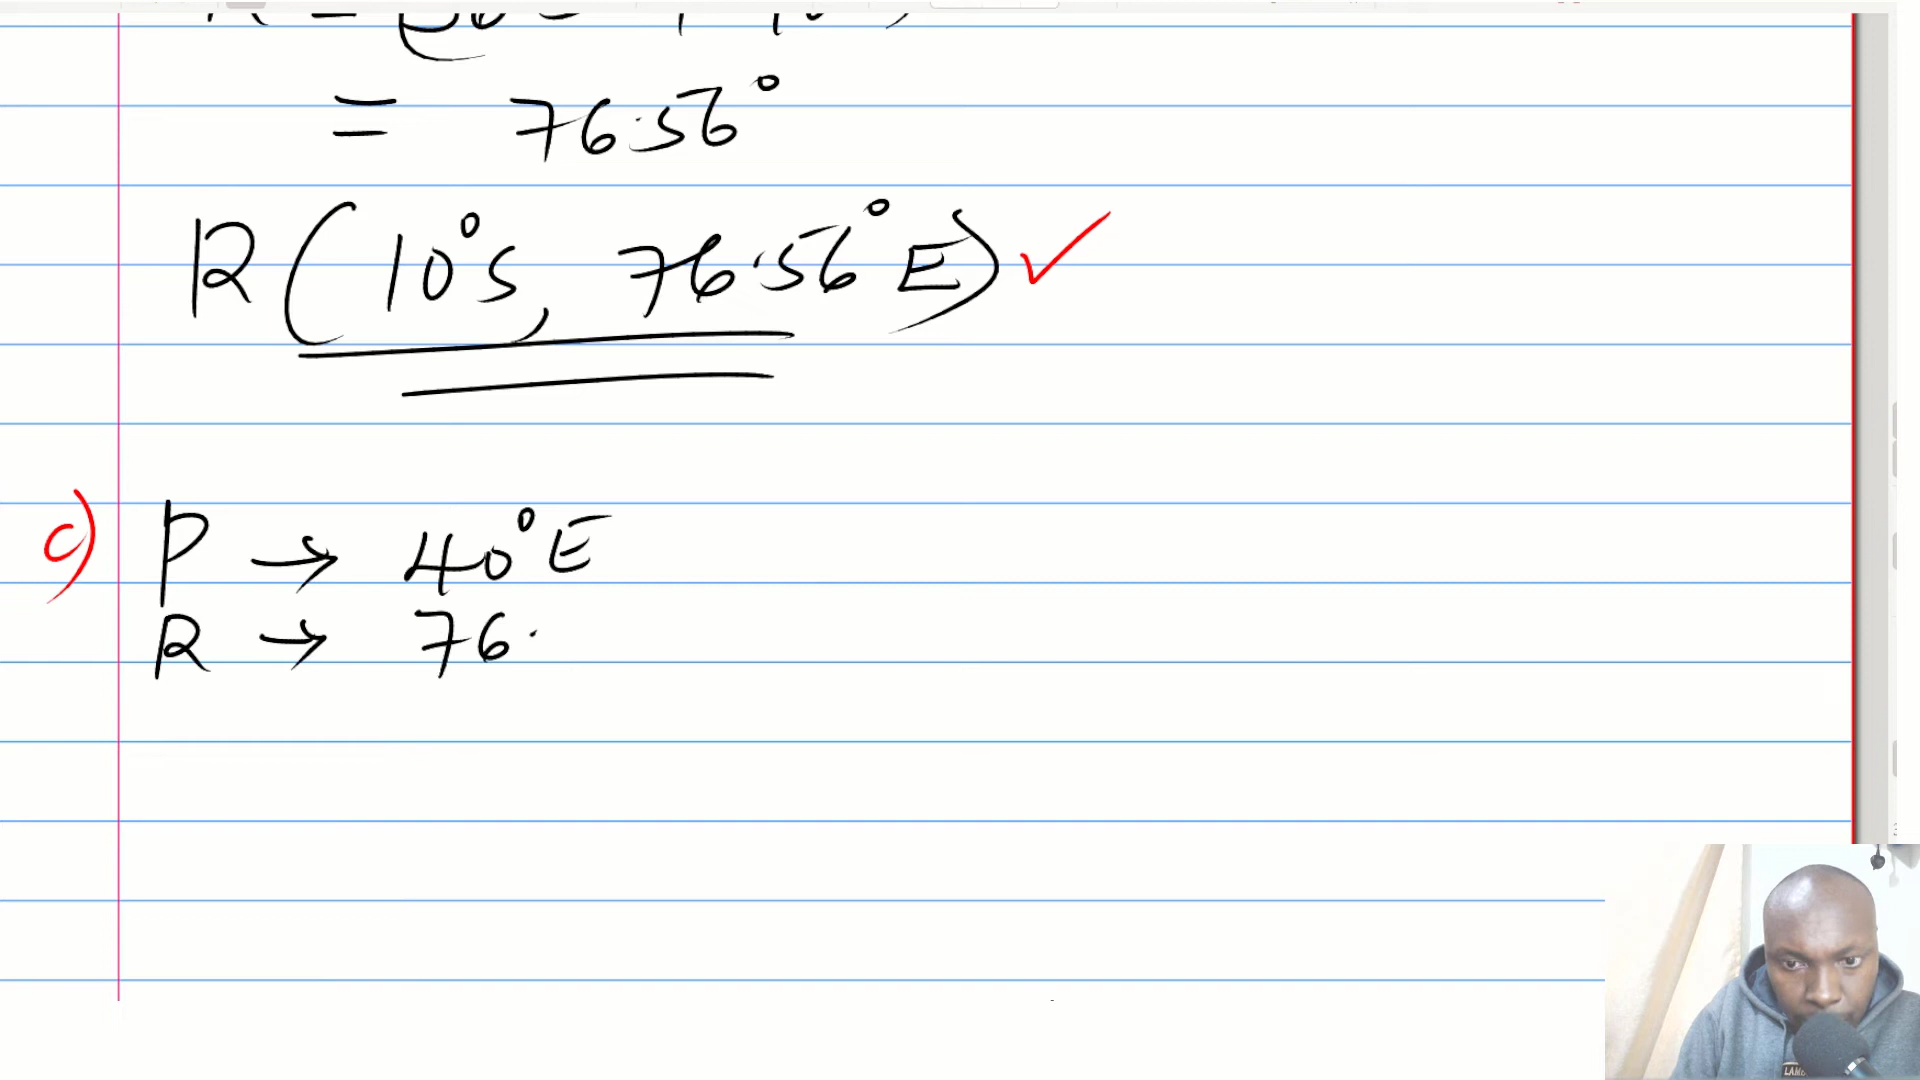 = 76.56°
R (10°S, 76.56°E) ✓
c) P → 40°E
R → 76.